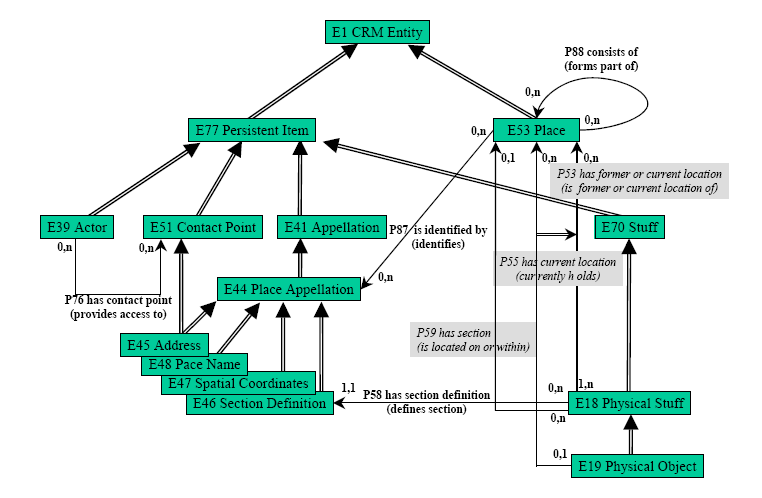 E1 CRM Entity
P88 consists of
(forms part of)
0,n
0,n
E77 Persistent Item
0,n
E53 Place
0,1
0,n
0,n
P53 has former or current location
(is former or current location of)
E39 Actor
E51 Contact Point
E41 Appellation
E70 Stuff
P87 is identified by
(identifies)
0,n
0,n
P55 has current location
(currently h olds)
0,n
E44 Place Appellation
P76 has contact point
(provides access to)
P59 has section
(is located on or within)
E45 Address
E48 Pace Name
E47 Spatial Coordinates
1,1
P58 has section definition
(defines section)
0,n
1,n
E46 Section Definition
E18 Physical Stuff
0,n
0,1
E19 Physical Object